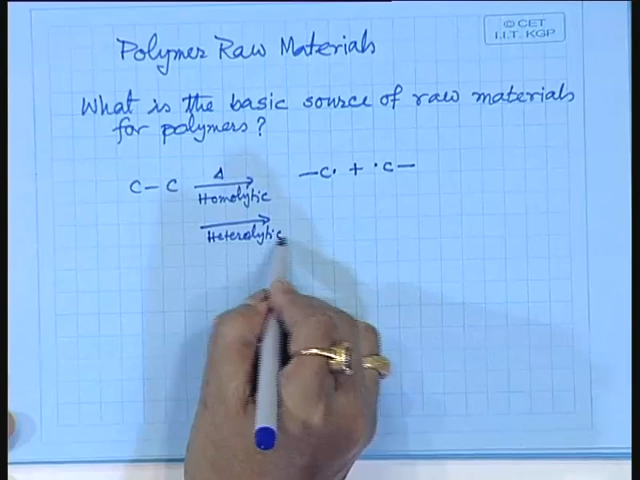 © CET
I.I.T. KGP
Polymer Raw Materials
What is the basic source of raw materials
for polymers?
C – C Δ → Homolytic –C· + ·C–
→ Heterolytic